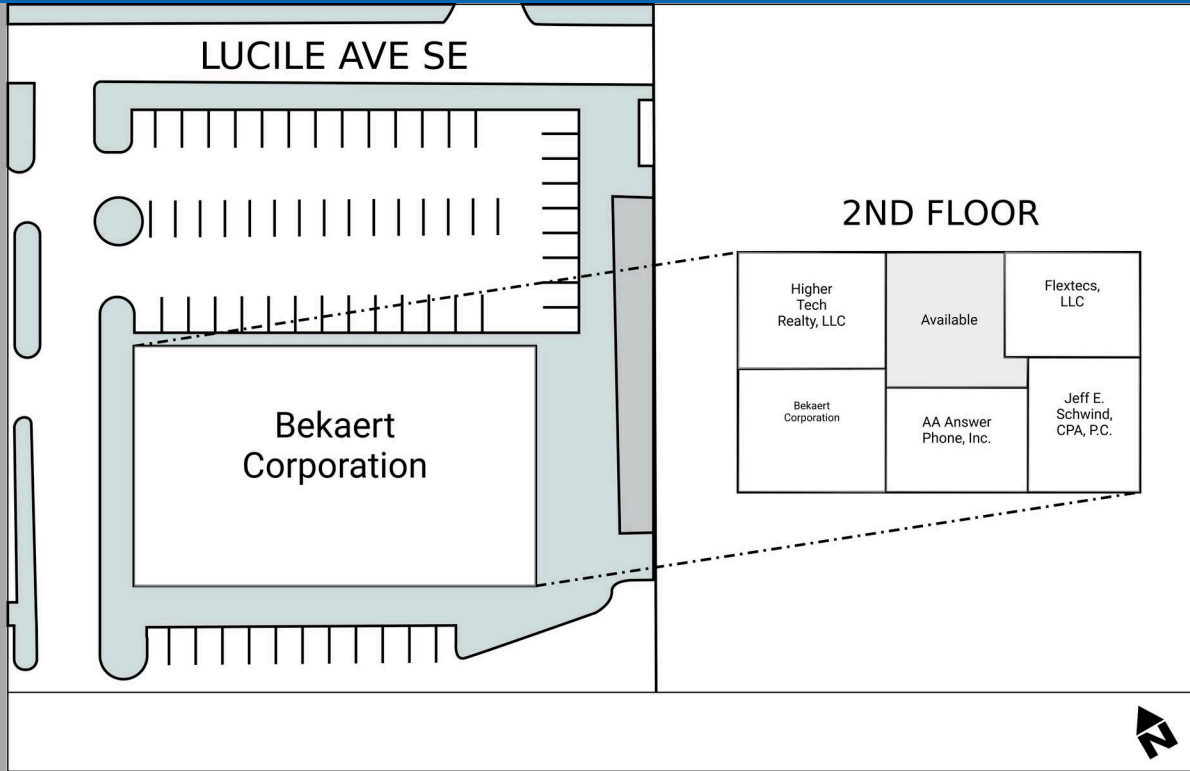 LUCILE AVE SE
Bekaert
Corporation
2ND FLOOR
Higher
Tech
Realty, LLC
Available
Flextecs,
LLC
Bekaert
Corporation
AA Answer
Phone, Inc.
Jeff E.
Schwind,
CPA, P.C.
N